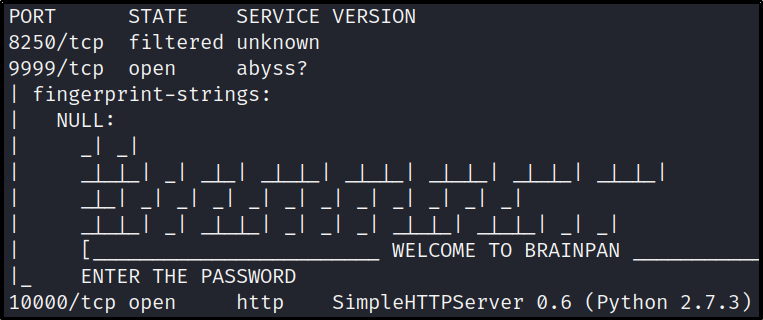 PORT      STATE    SERVICE VERSION
8250/tcp  filtered unknown
9999/tcp  open     abyss?
| fingerprint-strings:
|   NULL:
|     _| _|
|     _|_|_| _| _|_| _|_|_| _|_|_| _|_|_| _|_|_| _|_|_|
|     _|_| _| _| _| _| _| _| _| _| _| _| _|
|     _|_|_| _| _|_|_| _| _| _| _|_|_| _|_|_| _| _|
|     [________________________ WELCOME TO BRAINPAN ___________
|_    ENTER THE PASSWORD
10000/tcp open     http    SimpleHTTPServer 0.6 (Python 2.7.3)